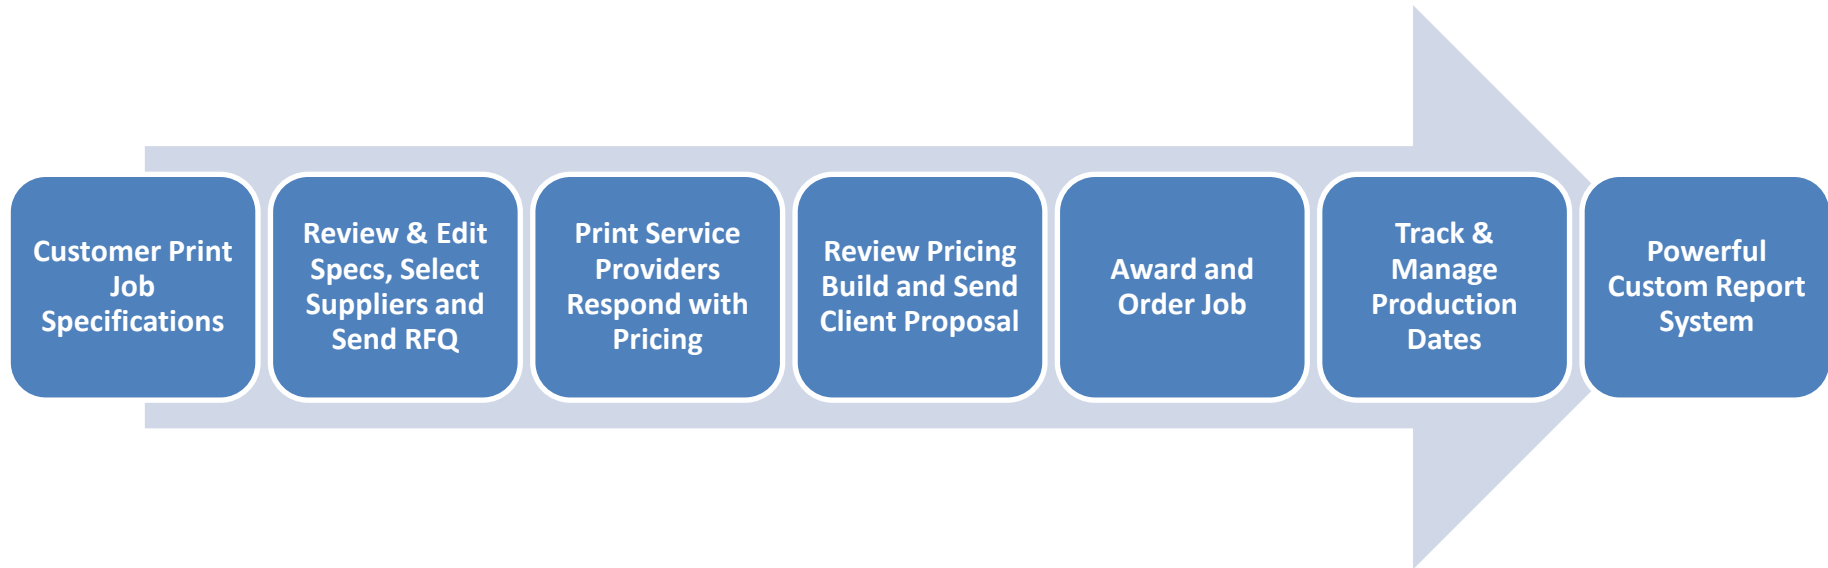 Customer Print
Job
Specifications
Review & Edit
Specs, Select
Suppliers and
Send RFQ
Print Service
Providers
Respond with
Pricing
Review Pricing
Build and Send
Client Proposal
Award and
Order Job
Track &
Manage
Production
Dates
Powerful
Custom Report
System